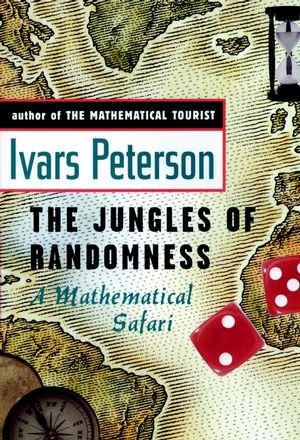 author of THE MATHEMATICAL TOURIST
Ivars Peterson
THE JUNGLES OF
RANDOMNESS
A Mathematical
Safari